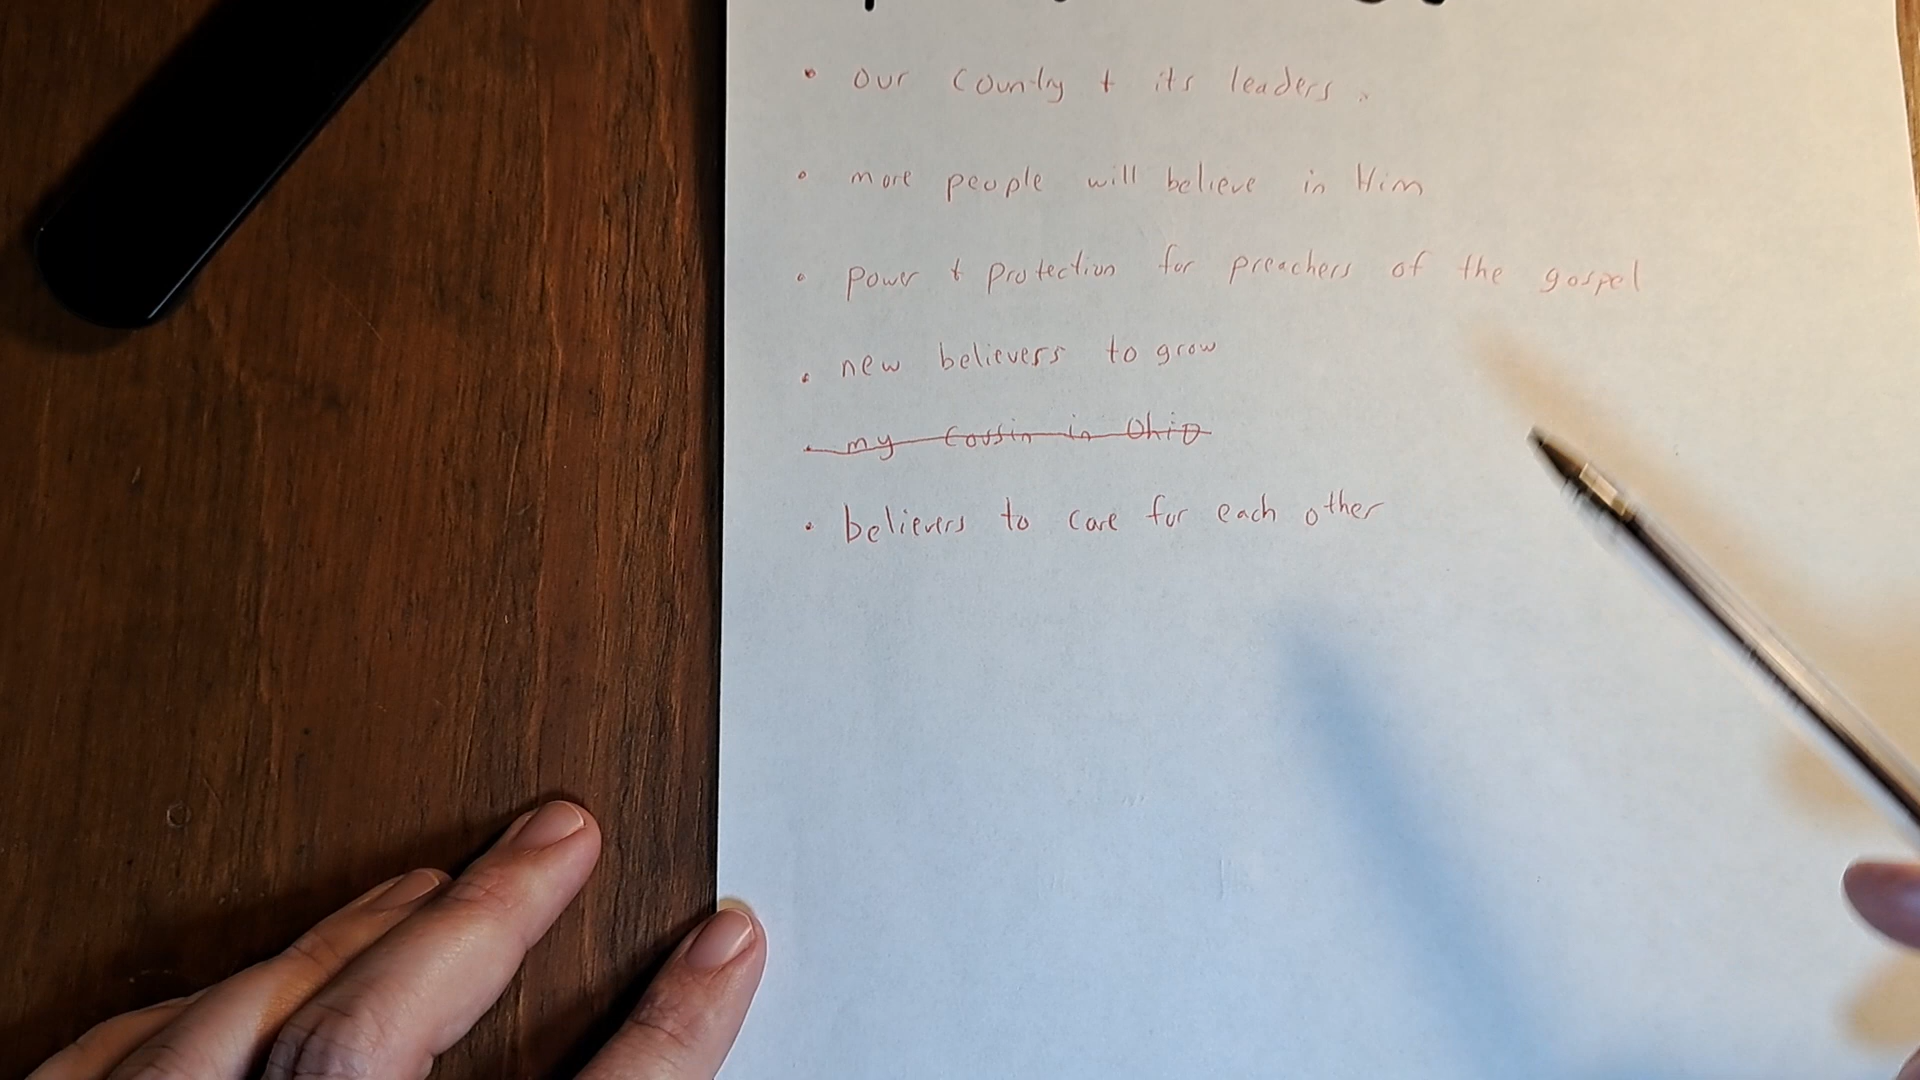 • our country + its leaders.
• more people will believe in Him
• power + protection for preachers of the gospel
• new believers to grow
• my cousin in Ohio
• believers to care for each other